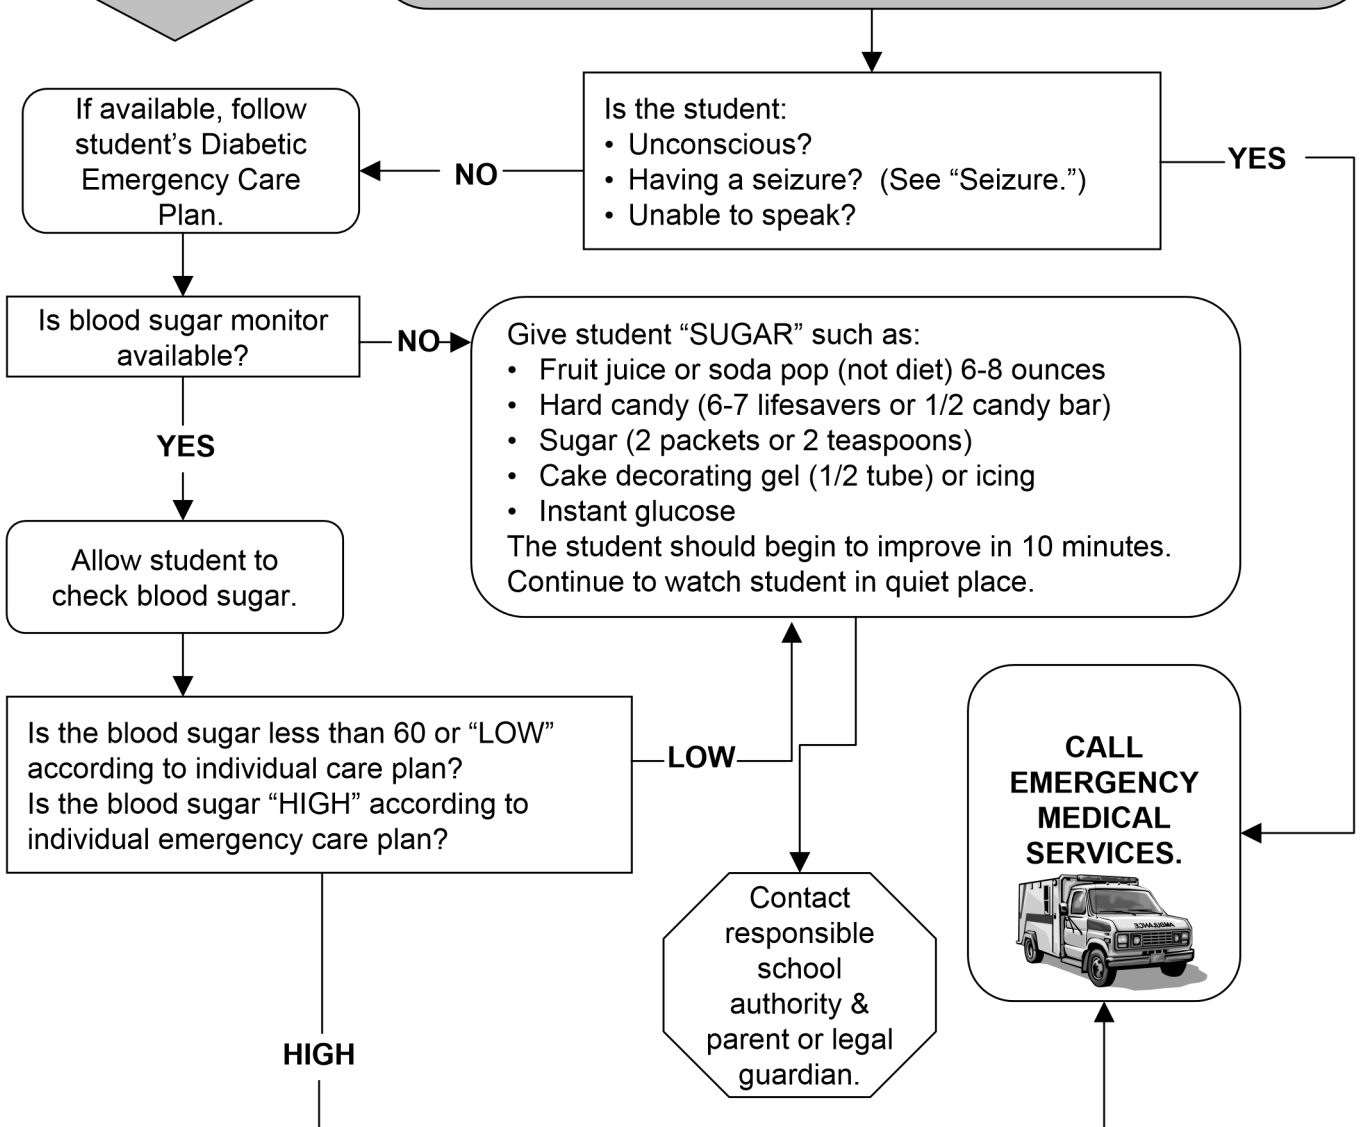 Is the student:
• Unconscious?
• Having a seizure?  (See “Seizure.”)
• Unable to speak?
YES
NO
If available, follow
student’s Diabetic
Emergency Care
Plan.
Is blood sugar monitor
available?
NO
Give student “SUGAR” such as:
• Fruit juice or soda pop (not diet) 6-8 ounces
• Hard candy (6-7 lifesavers or 1/2 candy bar)
• Sugar (2 packets or 2 teaspoons)
• Cake decorating gel (1/2 tube) or icing
• Instant glucose
The student should begin to improve in 10 minutes.
Continue to watch student in quiet place.
YES
Allow student to
check blood sugar.
Is the blood sugar less than 60 or “LOW”
according to individual care plan?
Is the blood sugar “HIGH” according to
individual emergency care plan?
LOW
HIGH
Contact
responsible
school
authority &
parent or legal
guardian.
CALL
EMERGENCY
MEDICAL
SERVICES.
AMBULANCE